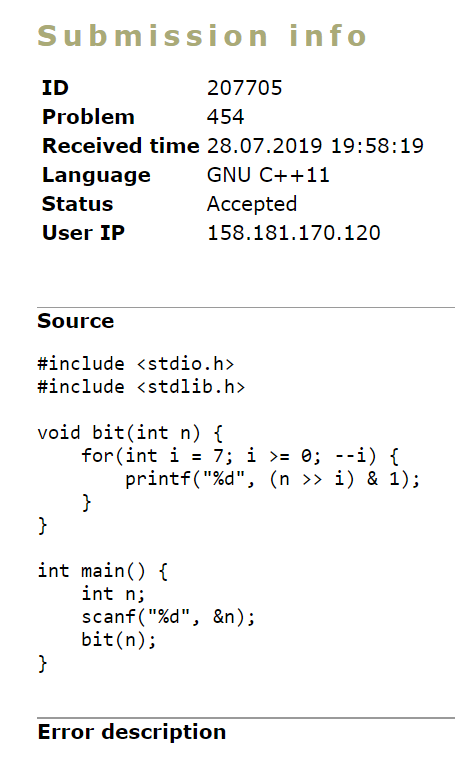 Submission info
ID 207705
Problem 454
Received time 28.07.2019 19:58:19
Language GNU C++11
Status Accepted
User IP 158.181.170.120
Source
#include <stdio.h>
#include <stdlib.h>
void bit(int n) {
    for(int i = 7; i >= 0; --i) {
        printf("%d", (n >> i) & 1);
    }
}
int main() {
    int n;
    scanf("%d", &n);
    bit(n);
}
Error description